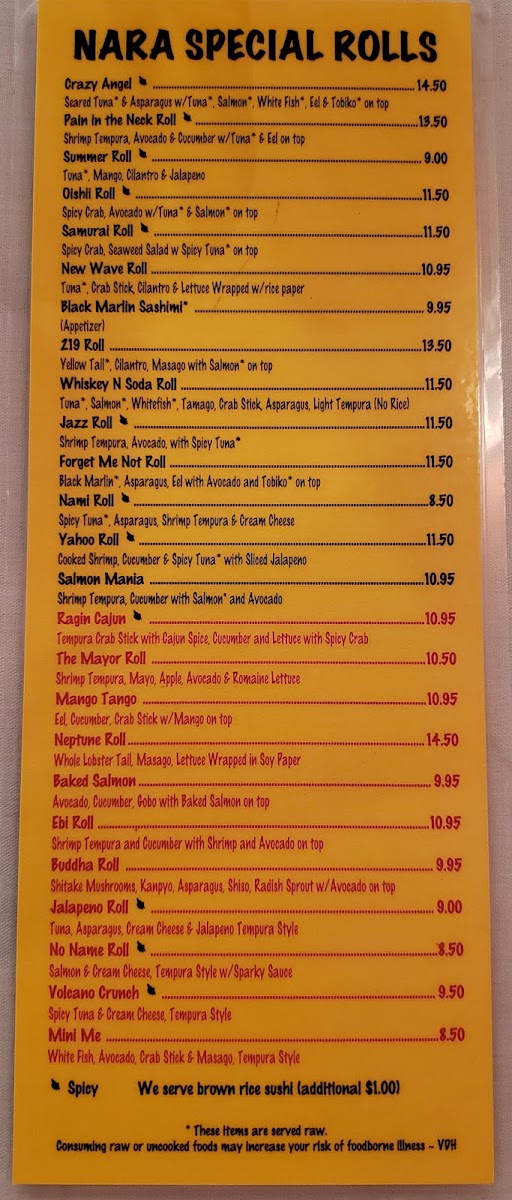 NARA SPECIAL ROLLS
Crazy Angel 14.50
Seared Tuna* & Asparagus w/Tuna*, Salmon*, White Fish*, Eel & Tobiko* on top
Pain in the Neck Roll 13.50
Shrimp Tempura, Avocado & Cucumber w/Tuna* & Eel on top
Summer Roll 9.00
Tuna*, Mango, Cilantro & Jalapeno
Oishii Roll 11.50
Spicy Crab, Avocado w/Tuna* & Salmon* on top
Samurai Roll 11.50
Spicy Crab, Seaweed Salad w Spicy Tuna* on top
New Wave Roll 10.95
Tuna*, Crab Stick, Cilantro & Lettuce Wrapped w/rice paper
Black Marlin Sashimi* 9.95
(Appetizer)
219 Roll 13.50
Yellow Tail*, Cilantro, Masago with Salmon* on top
Whiskey N Soda Roll 11.50
Tuna*, Salmon*, Whitefish*, Tamago, Crab Stick, Asparagus, Light Tempura (No Rice)
Jazz Roll 11.50
Shrimp Tempura, Avocado, with Spicy Tuna*
Forget Me Not Roll 11.50
Black Marlin*, Asparagus, Eel with Avocado and Tobiko* on top
Nami Roll 8.50
Spicy Tuna*, Asparagus, Shrimp Tempura & Cream Cheese
Yahoo Roll 11.50
Cooked Shrimp, Cucumber & Spicy Tuna* with Sliced Jalapeno
Salmon Mania 10.95
Shrimp Tempura, Cucumber with Salmon* and Avocado
Ragin Cajun 10.95
Tempura Crab Stick with Cajun Spice, Cucumber and Lettuce with Spicy Crab
The Mayor Roll 10.50
Shrimp Tempura, Mayo, Apple, Avocado & Romaine Lettuce
Mango Tango 10.95
Eel, Cucumber, Crab Stick w/Mango on top
Neptune Roll 14.50
Whole Lobster Tail, Masago, Lettuce Wrapped in Soy Paper
Baked Salmon 9.95
Avocado, Cucumber, Gobo with Baked Salmon on top
Ebi Roll 10.95
Shrimp Tempura and Cucumber with Shrimp and Avocado on top
Buddha Roll 9.95
Shitake Mushrooms, Kanpyo, Asparagus, Shiso, Radish Sprout w/Avocado on top
Jalapeno Roll 9.00
Tuna, Asparagus, Cream Cheese & Jalapeno Tempura Style
No Name Roll 8.50
Salmon & Cream Cheese, Tempura Style w/Sparky Sauce
Volcano Crunch 9.50
Spicy Tuna & Cream Cheese, Tempura Style
Mini Me 8.50
White Fish, Avocado, Crab Stick & Masago, Tempura Style
Spicy We serve brown rice sushi (additional $1.00)
* These items are served raw.
Consuming raw or uncooked foods may increase your risk of foodborne illness - VDH